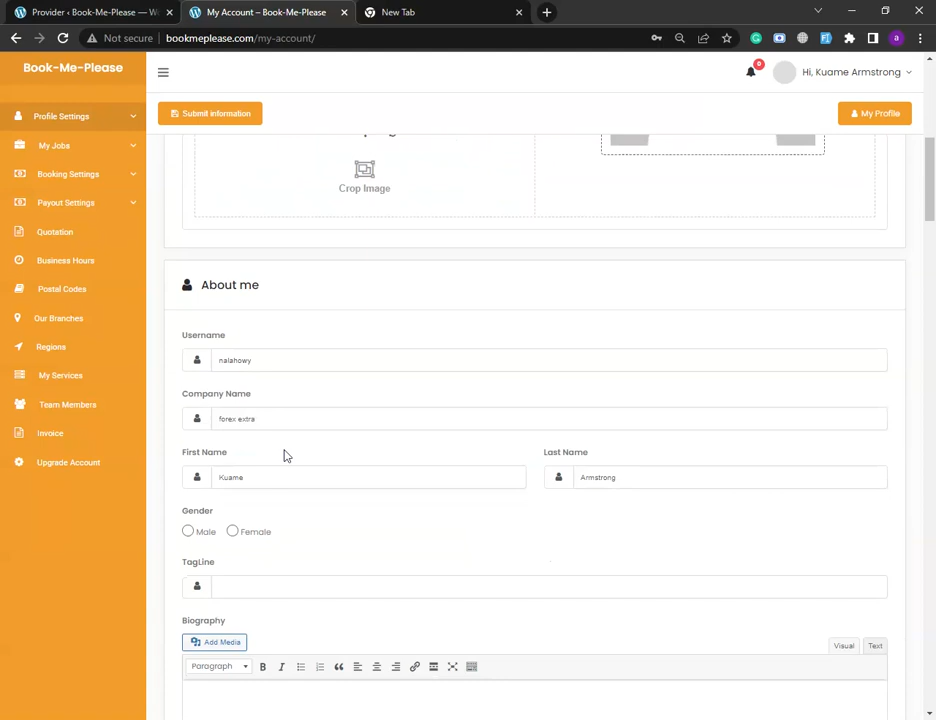 Provider ‹ Book-Me-Please — Wi
My Account – Book-Me-Please
New Tab
Not secure
bookmeplease.com/my-account/
a
Book-Me-Please
0
Hi, Kuame Armstrong
Profile Settings
Submit information
My Profile
My Jobs
Booking Settings
Crop Image
Payout Settings
Quotation
Business Hours
About me
Postal Codes
Our Branches
Username
Regions
nalahowy
My Services
Company Name
Team Members
forex extra
Invoice
First Name
Last Name
Upgrade Account
Kuame
Armstrong
Gender
Male
Female
TagLine
Biography
Add Media
Visual
Text
Paragraph